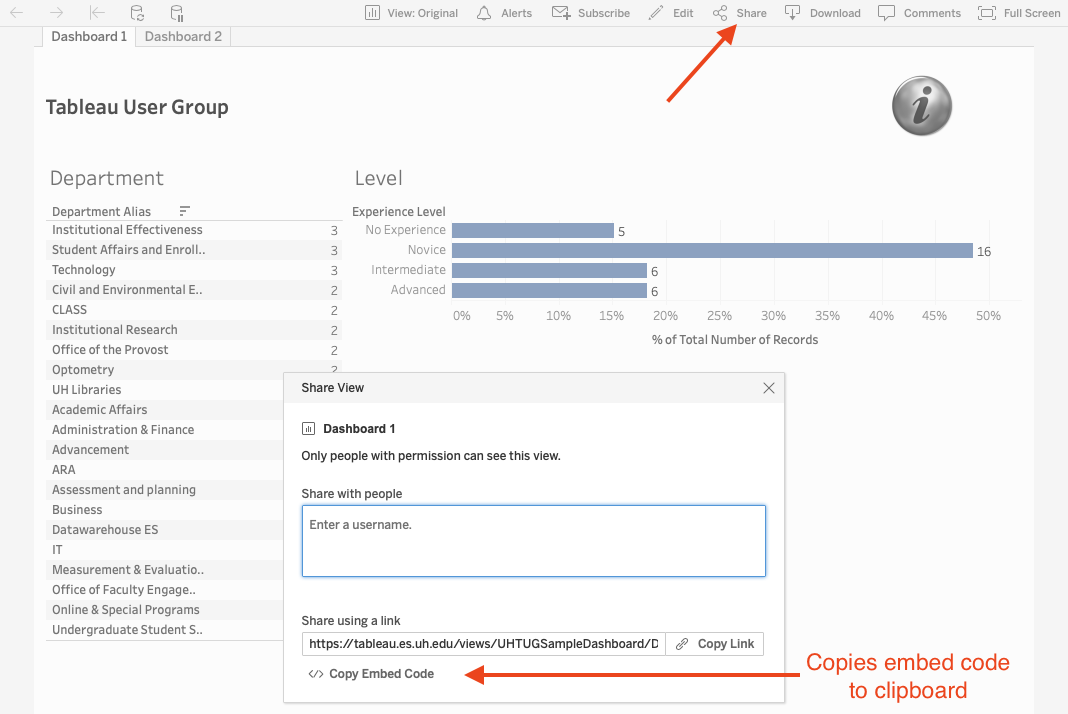 View: Original Alerts Subscribe Edit Share Download Comments Full Screen
Dashboard 1 Dashboard 2
Tableau User Group
Department
Department Alias
Institutional Effectiveness 3
Student Affairs and Enroll.. 3
Technology 3
Civil and Environmental E.. 2
CLASS 2
Institutional Research 2
Office of the Provost 2
Optometry 2
UH Libraries
Academic Affairs
Administration & Finance
Advancement
ARA
Assessment and planning
Business
Datawarehouse ES
IT
Measurement & Evaluatio..
Office of Faculty Engage..
Online & Special Programs
Undergraduate Student S..
Level
Experience Level
No Experience 5
Novice 16
Intermediate 6
Advanced 6
0% 5% 10% 15% 20% 25% 30% 35% 40% 45% 50%
% of Total Number of Records
Share View
Dashboard 1
Only people with permission can see this view.
Share with people
Enter a username.
Share using a link
https://tableau.es.uh.edu/views/UHTUGSampleDashboard/D Copy Link
</> Copy Embed Code
Copies embed code
to clipboard